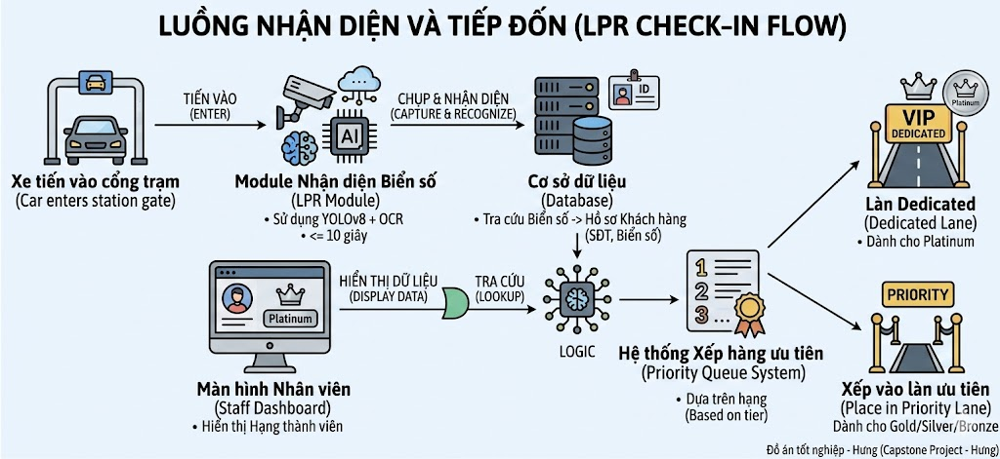 LUỒNG NHẬN DIỆN VÀ TIẾP ĐÓN (LPR CHECK-IN FLOW)
Xe tiến vào cổng trạm
(Car enters station gate)
TIẾN VÀO
(ENTER)
AI
Module Nhận diện Biển số
(LPR Module)
• Sử dụng YOLOv8 + OCR
• <= 10 giây
CHỤP & NHẬN DIỆN
(CAPTURE & RECOGNIZE)
ID
Cơ sở dữ liệu
(Database)
• Tra cứu Biển số -> Hồ sơ Khách hàng
(SĐT, Biển số)
Platinum
VIP
DEDICATED
Làn Dedicated
(Dedicated Lane)
• Dành cho Platinum
Platinum
Màn hình Nhân viên
(Staff Dashboard)
• Hiển thị Hạng thành viên
HIỂN THỊ DỮ LIỆU
(DISPLAY DATA)
TRA CỨU
(LOOKUP)
LOGIC
1
2
3 ...
Hệ thống Xếp hàng ưu tiên
(Priority Queue System)
• Dựa trên hạng
(Based on tier)
PRIORITY
Xếp vào làn ưu tiên
(Place in Priority Lane)
Dành cho Gold/Silver/Bronze
Đồ án tốt nghiệp - Hưng (Capstone Project - Hưng)